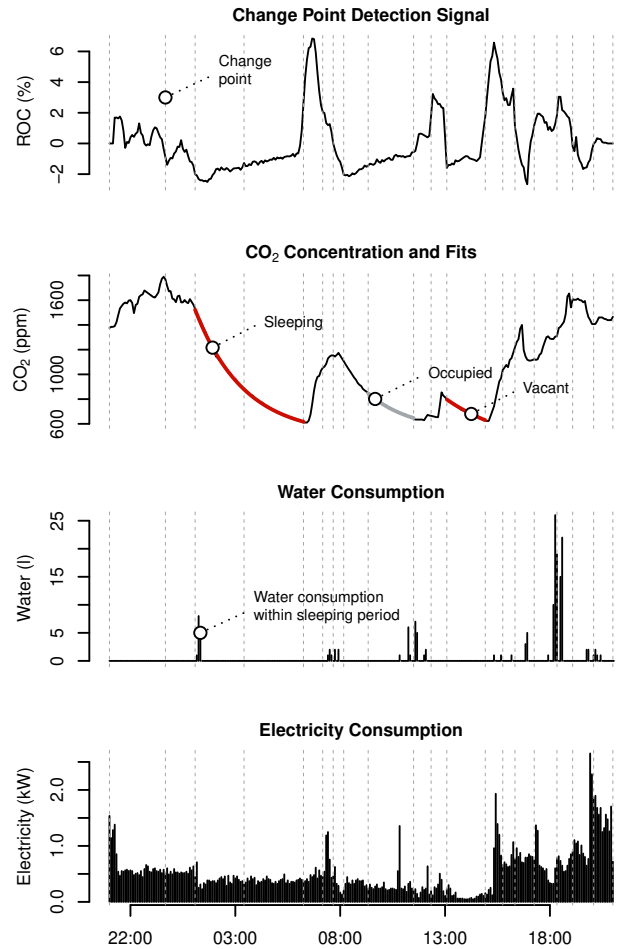 Change Point Detection Signal
ROC (%)
6
4
2
0
−2
Change
point
CO2 Concentration and Fits
CO2 (ppm)
1600
1000
600
Sleeping
Occupied
Vacant
Water Consumption
Water (l)
25
15
5
0
Water consumption
within sleeping period
Electricity Consumption
Electricity (kW)
2.0
1.0
0.0
22:00 03:00 08:00 13:00 18:00